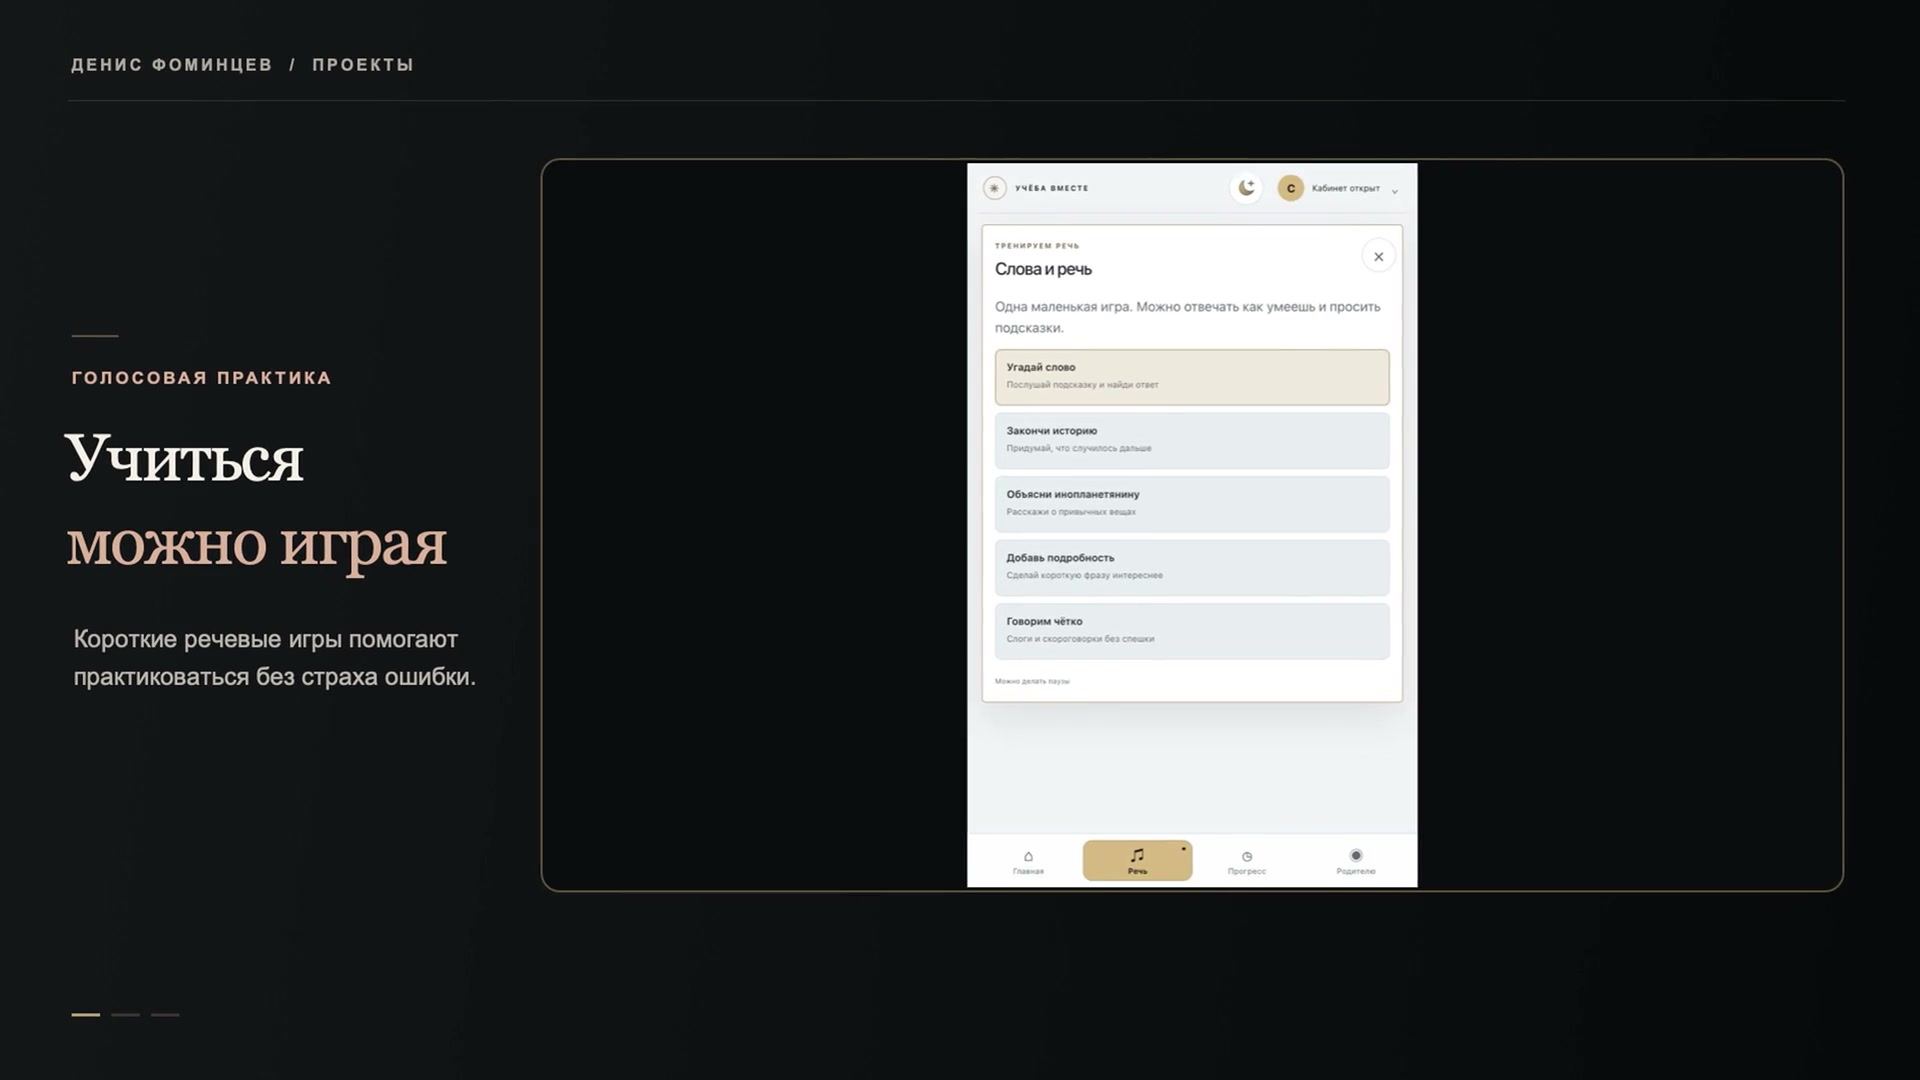 ДЕНИС ФОМИНЦЕВ / ПРОЕКТЫ
ГОЛОСОВАЯ ПРАКТИКА
Учиться
можно играя
Короткие речевые игры помогают
практиковаться без страха ошибки.
УЧЁБА ВМЕСТЕ
С Кабинет открыт
ТРЕНИРУЕМ РЕЧЬ
Слова и речь
Одна маленькая игра. Можно отвечать как умеешь и просить
подсказки.
Угадай слово
Послушай подсказку и найди ответ
Закончи историю
Придумай, что случилось дальше
Объясни инопланетянину
Расскажи о привычных вещах
Добавь подробность
Сделай короткую фразу интереснее
Говорим чётко
Слоги и скороговорки без спешки
Можно делать паузы
Главная
Речь
Прогресс
Родителю